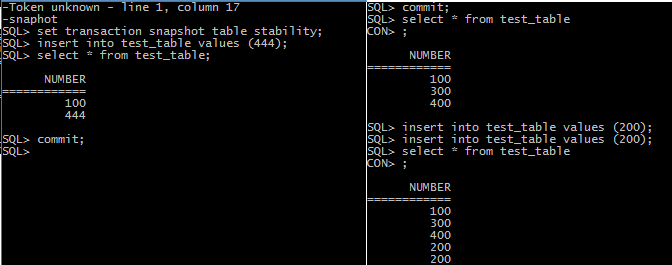 -Token unknown - line 1, column 17
-snapshot
SQL> set transaction snapshot table stability;
SQL> insert into test_table values (444);
SQL> select * from test_table;
NUMBER
============
100
444
SQL> commit;
SQL>
SQL> commit;
SQL> select * from test_table
CON> ;
NUMBER
============
100
300
400
SQL> insert into test_table values (200);
SQL> insert into test_table values (200);
SQL> select * from test_table
CON> ;
NUMBER
============
100
300
400
200
200